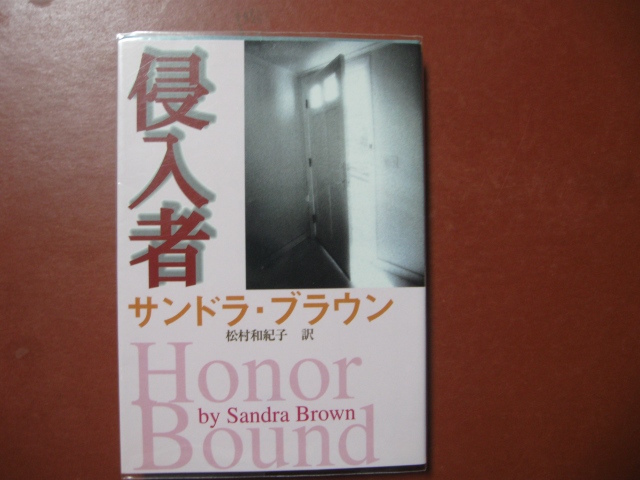 侵入者
サンドラ・ブラウン
松村和紀子 訳
Honor
by Sandra Brown
Bound